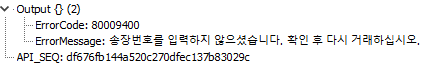 Output {} (2)
ErrorCode: 80009400
ErrorMessage: 송장번호를 입력하지 않으셨습니다. 확인 후 다시 거래하십시오.
API_SEQ: df676fb144a520c270dfec137b83029c